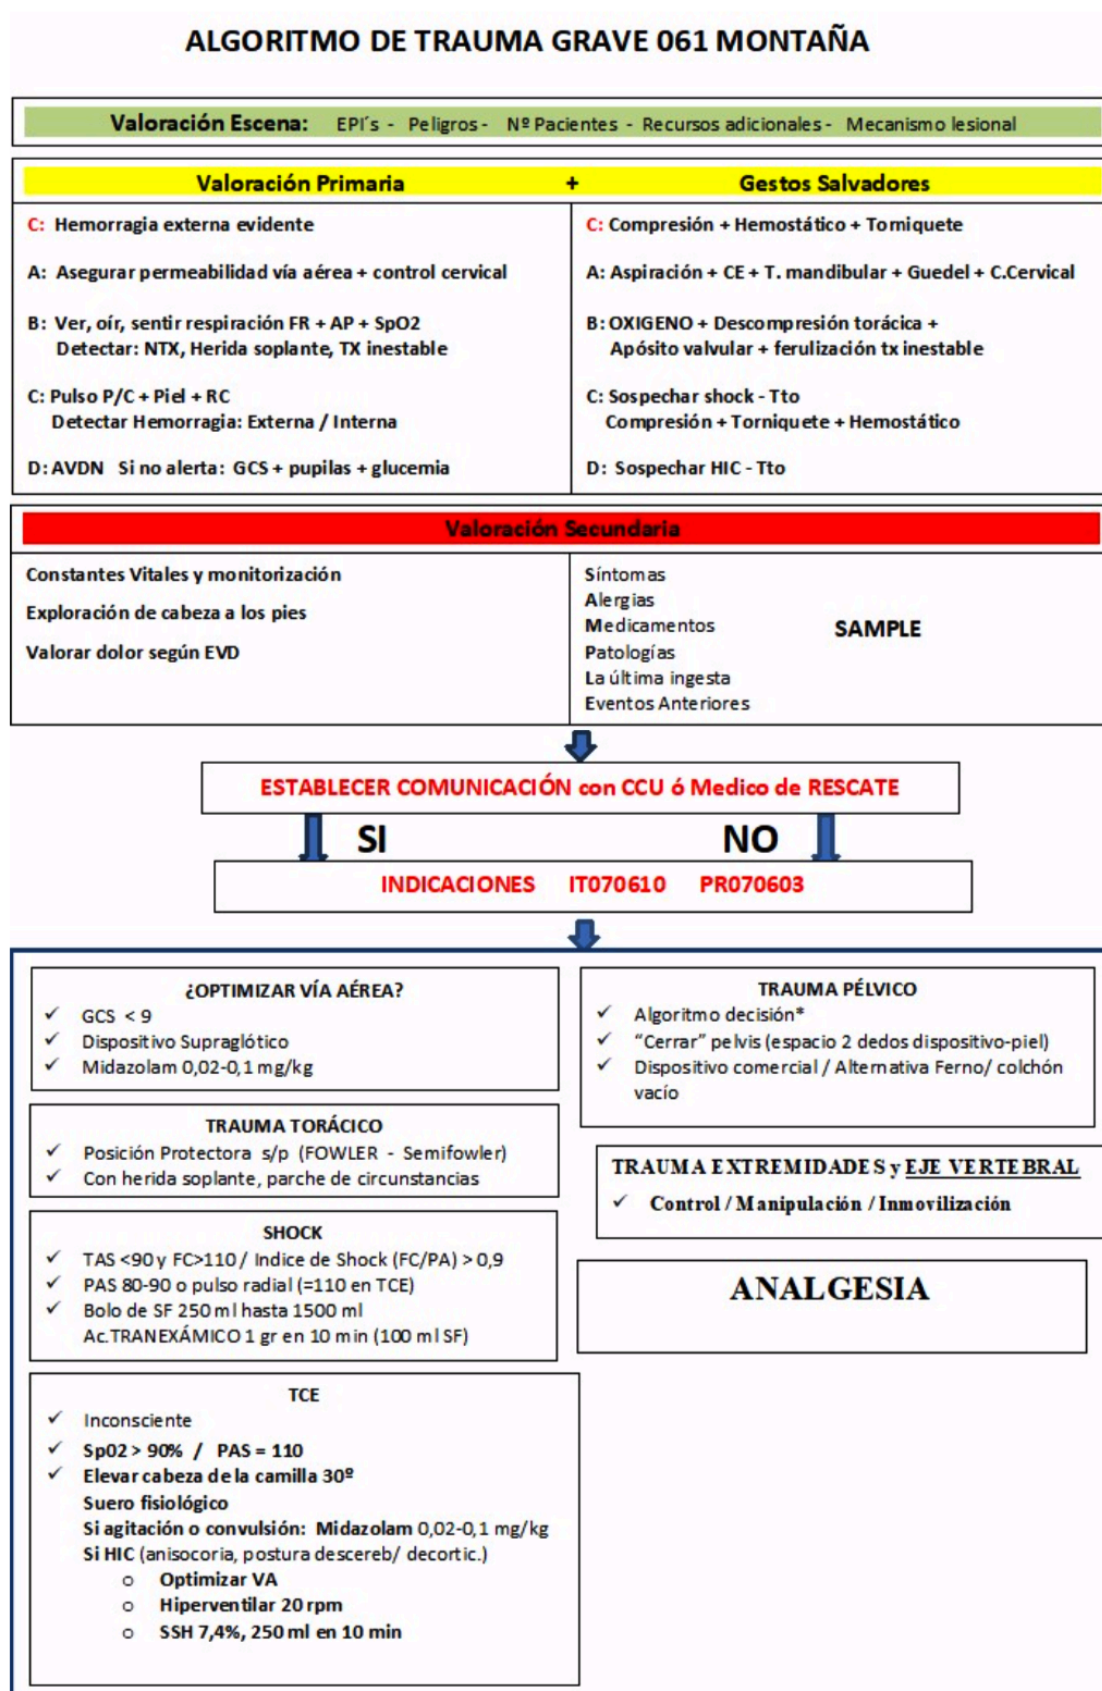 ALGORITMO DE TRAUMA GRAVE 061 MONTAÑA
Valoración Escena: EPI´s - Peligros - Nº Pacientes - Recursos adicionales - Mecanismo lesional
Valoración Primaria + Gestos Salvadores
C: Hemorragia externa evidente
A: Asegurar permeabilidad vía aérea + control cervical
B: Ver, oír, sentir respiración FR + AP + SpO2
Detectar: NTX, Herida soplante, TX inestable
C: Pulso P/C + Piel + RC
Detectar Hemorragia: Externa / Interna
D: AVDN Si no alerta: GCS + pupilas + glucemia
C: Compresión + Hemostático + Torniquete
A: Aspiración + CE + T. mandibular + Guedel + C.Cervical
B: OXIGENO + Descompresión torácica +
Apósito valvular + ferulización tx inestable
C: Sospechar shock - Tto
Compresión + Torniquete + Hemostático
D: Sospechar HIC - Tto
Valoración Secundaria
Constantes Vitales y monitorización
Exploración de cabeza a los pies
Valorar dolor según EVD
Síntomas
Alergias
Medicamentos
Patologías
La última ingesta
Eventos Anteriores
SAMPLE
ESTABLECER COMUNICACIÓN con CCU ó Medico de RESCATE
SI NO
INDICACIONES IT070610 PR070603
¿OPTIMIZAR VÍA AÉREA?
✓ GCS < 9
✓ Dispositivo Supraglótico
✓ Midazolam 0,02-0,1 mg/kg
TRAUMA TORÁCICO
✓ Posición Protectora s/p (FOWLER - Semifowler)
✓ Con herida soplante, parche de circunstancias
SHOCK
✓ TAS <90 y FC>110 / Indice de Shock (FC/PA) > 0,9
✓ PAS 80-90 o pulso radial (=110 en TCE)
✓ Bolo de SF 250 ml hasta 1500 ml
Ac.TRANEXÁMICO 1 gr en 10 min (100 ml SF)
TCE
✓ Inconsciente
✓ Sp02 > 90% / PAS = 110
✓ Elevar cabeza de la camilla 30º
Suero fisiológico
Si agitación o convulsión: Midazolam 0,02-0,1 mg/kg
Si HIC (anisocoria, postura descereb/ decortic.)
o Optimizar VA
o Hiperventilar 20 rpm
o SSH 7,4%, 250 ml en 10 min
TRAUMA PÉLVICO
✓ Algoritmo decisión*
✓ “Cerrar” pelvis (espacio 2 dedos dispositivo-piel)
✓ Dispositivo comercial / Alternativa Ferno/ colchón
vacío
TRAUMA EXTREMIDADES y EJE VERTEBRAL
✓ Control / Manipulación / Inmovilización
ANALGESIA